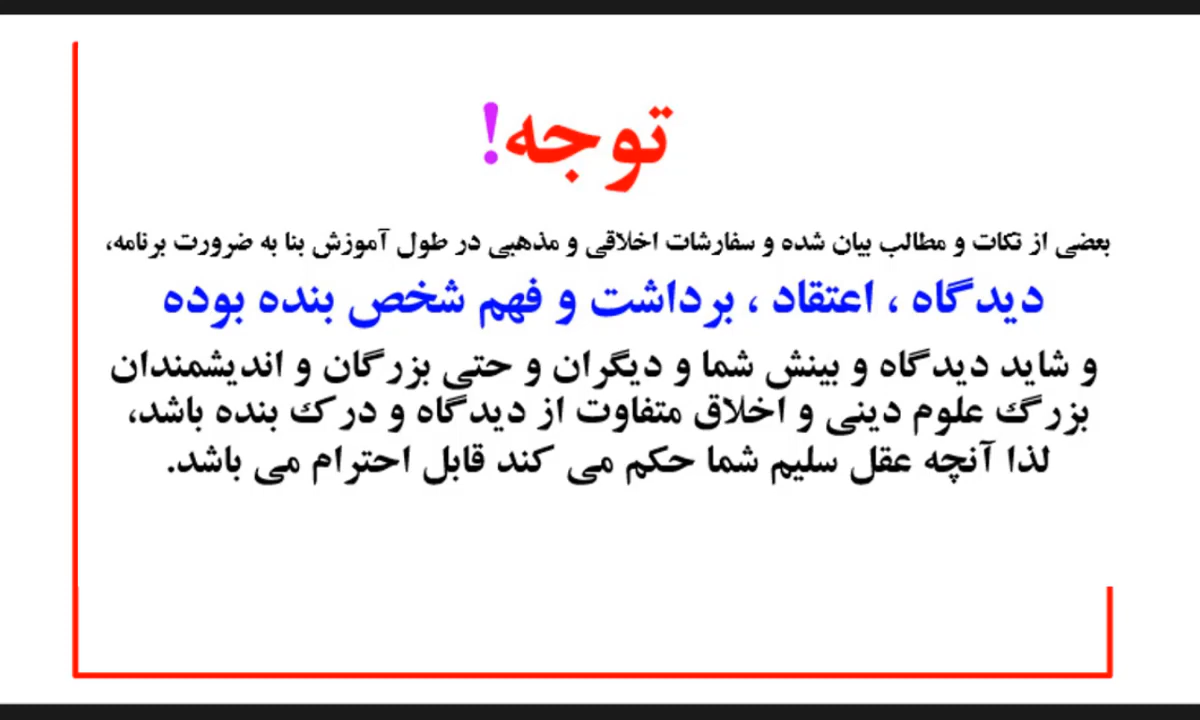 توجه!
بعضی از نکات و مطالب بیان شده و سفارشات اخلاقی و مذهبی در طول آموزش بنا به ضرورت برنامه،
دیدگاه ، اعتقاد ، برداشت و فهم شخص بنده بوده
و شاید دیدگاه و بینش شما و دیگران و حتی بزرگان و اندیشمندان
بزرگ علوم دینی و اخلاق متفاوت از دیدگاه و درک بنده باشد،
لذا آنچه عقل سلیم شما حکم می کند قابل احترام می باشد.